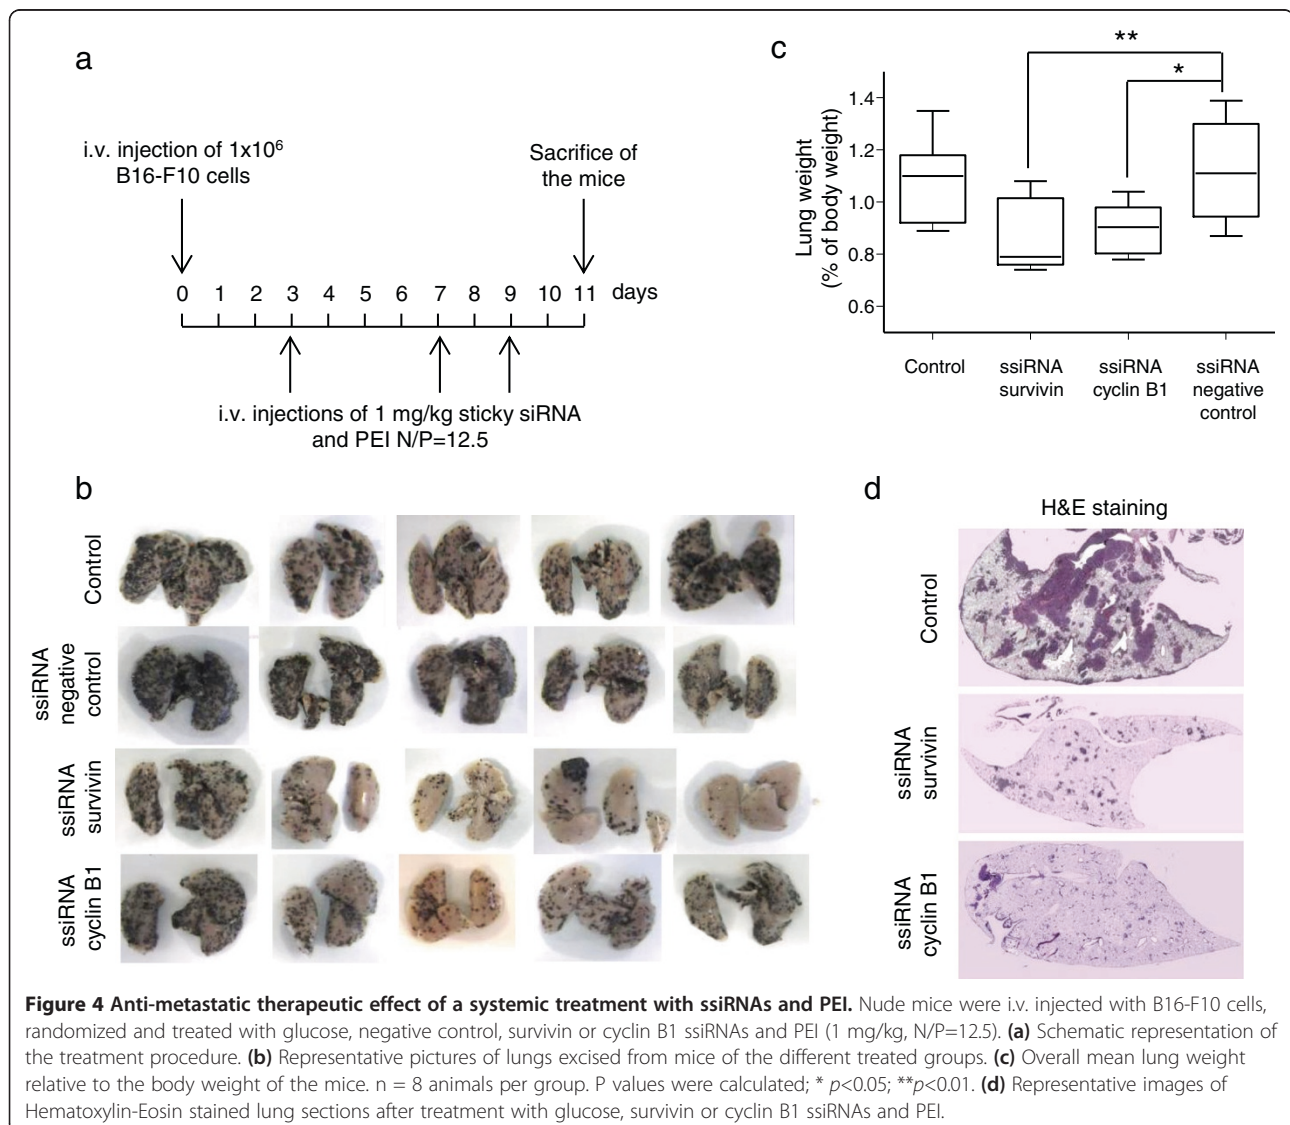 a
i.v. injection of 1x10⁶
B16-F10 cells
Sacrifice of
the mice
0 1 2 3 4 5 6 7 8 9 10 11 days
i.v. injections of 1 mg/kg sticky siRNA
and PEI N/P=12.5
c
**
*
Lung weight
(% of body weight)
1.4
1.2
1.0
0.8
0.6
Control
ssiRNA
survivin
ssiRNA
cyclin B1
ssiRNA
negative
control
b
Control
ssiRNA
negative
control
ssiRNA
survivin
ssiRNA
cyclin B1
d
H&E staining
Control
ssiRNA
survivin
ssiRNA
cyclin B1
Figure 4 Anti-metastatic therapeutic effect of a systemic treatment with ssiRNAs and PEI. Nude mice were i.v. injected with B16-F10 cells,
randomized and treated with glucose, negative control, survivin or cyclin B1 ssiRNAs and PEI (1 mg/kg, N/P=12.5). (a) Schematic representation of
the treatment procedure. (b) Representative pictures of lungs excised from mice of the different treated groups. (c) Overall mean lung weight
relative to the body weight of the mice. n = 8 animals per group. P values were calculated; * p<0.05; **p<0.01. (d) Representative images of
Hematoxylin-Eosin stained lung sections after treatment with glucose, survivin or cyclin B1 ssiRNAs and PEI.